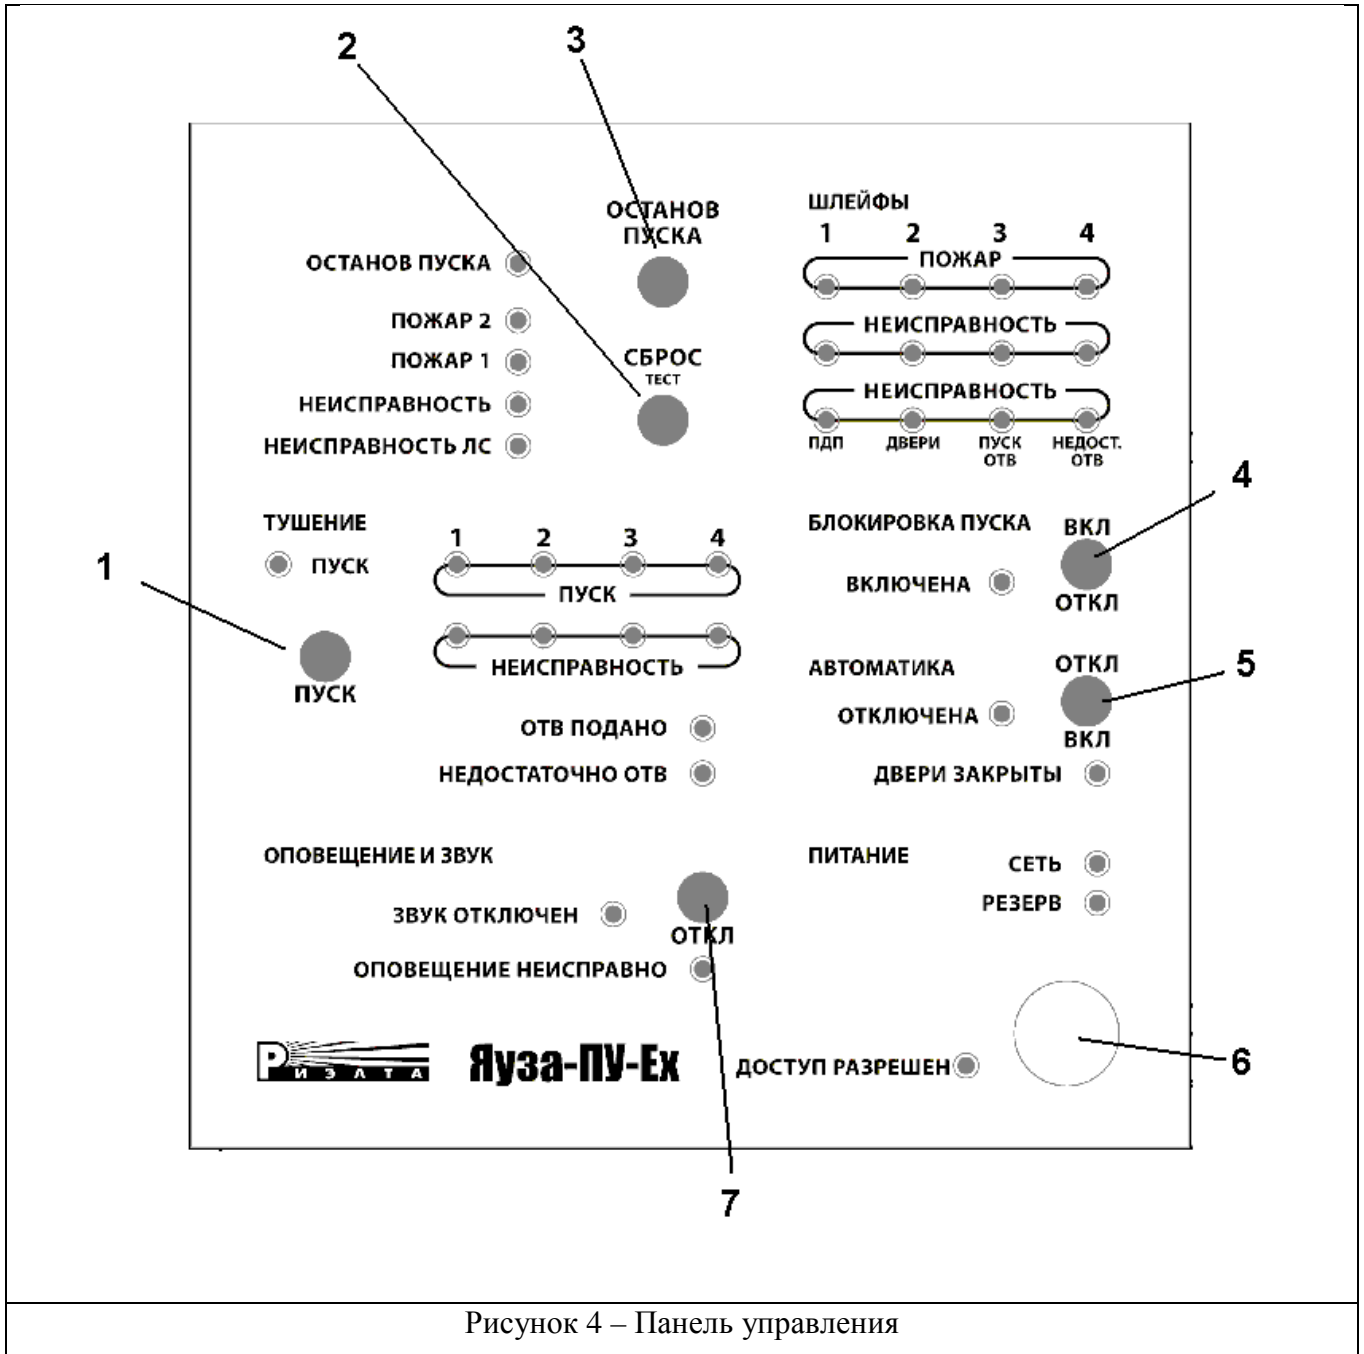 2
3
ОСТАНОВ
ПУСКА
ОСТАНОВ ПУСКА
ПОЖАР 2
ПОЖАР 1
НЕИСПРАВНОСТЬ
НЕИСПРАВНОСТЬ ЛС
СБРОС
ТЕСТ
ШЛЕЙФЫ
1 2 3 4
ПОЖАР
НЕИСПРАВНОСТЬ
НЕИСПРАВНОСТЬ
ПДП ДВЕРИ ПУСК ОТВ НЕДОСТ. ОТВ
4
ТУШЕНИЕ
ПУСК
1
ПУСК
1 2 3 4
ПУСК
НЕИСПРАВНОСТЬ
ОТВ ПОДАНО
НЕДОСТАТОЧНО ОТВ
БЛОКИРОВКА ПУСКА
ВКЛ
ВКЛЮЧЕНА
ОТКЛ
АВТОМАТИКА
ОТКЛ
5
ОТКЛЮЧЕНА
ВКЛ
ДВЕРИ ЗАКРЫТЫ
ОПОВЕЩЕНИЕ И ЗВУК
ЗВУК ОТКЛЮЧЕН
ОТКЛ
ОПОВЕЩЕНИЕ НЕИСПРАВНО
ПИТАНИЕ
СЕТЬ
РЕЗЕРВ
РИЭЛТА
Яуза-ПУ-Ех
ДОСТУП РАЗРЕШЕН
6
7
Рисунок 4 – Панель управления